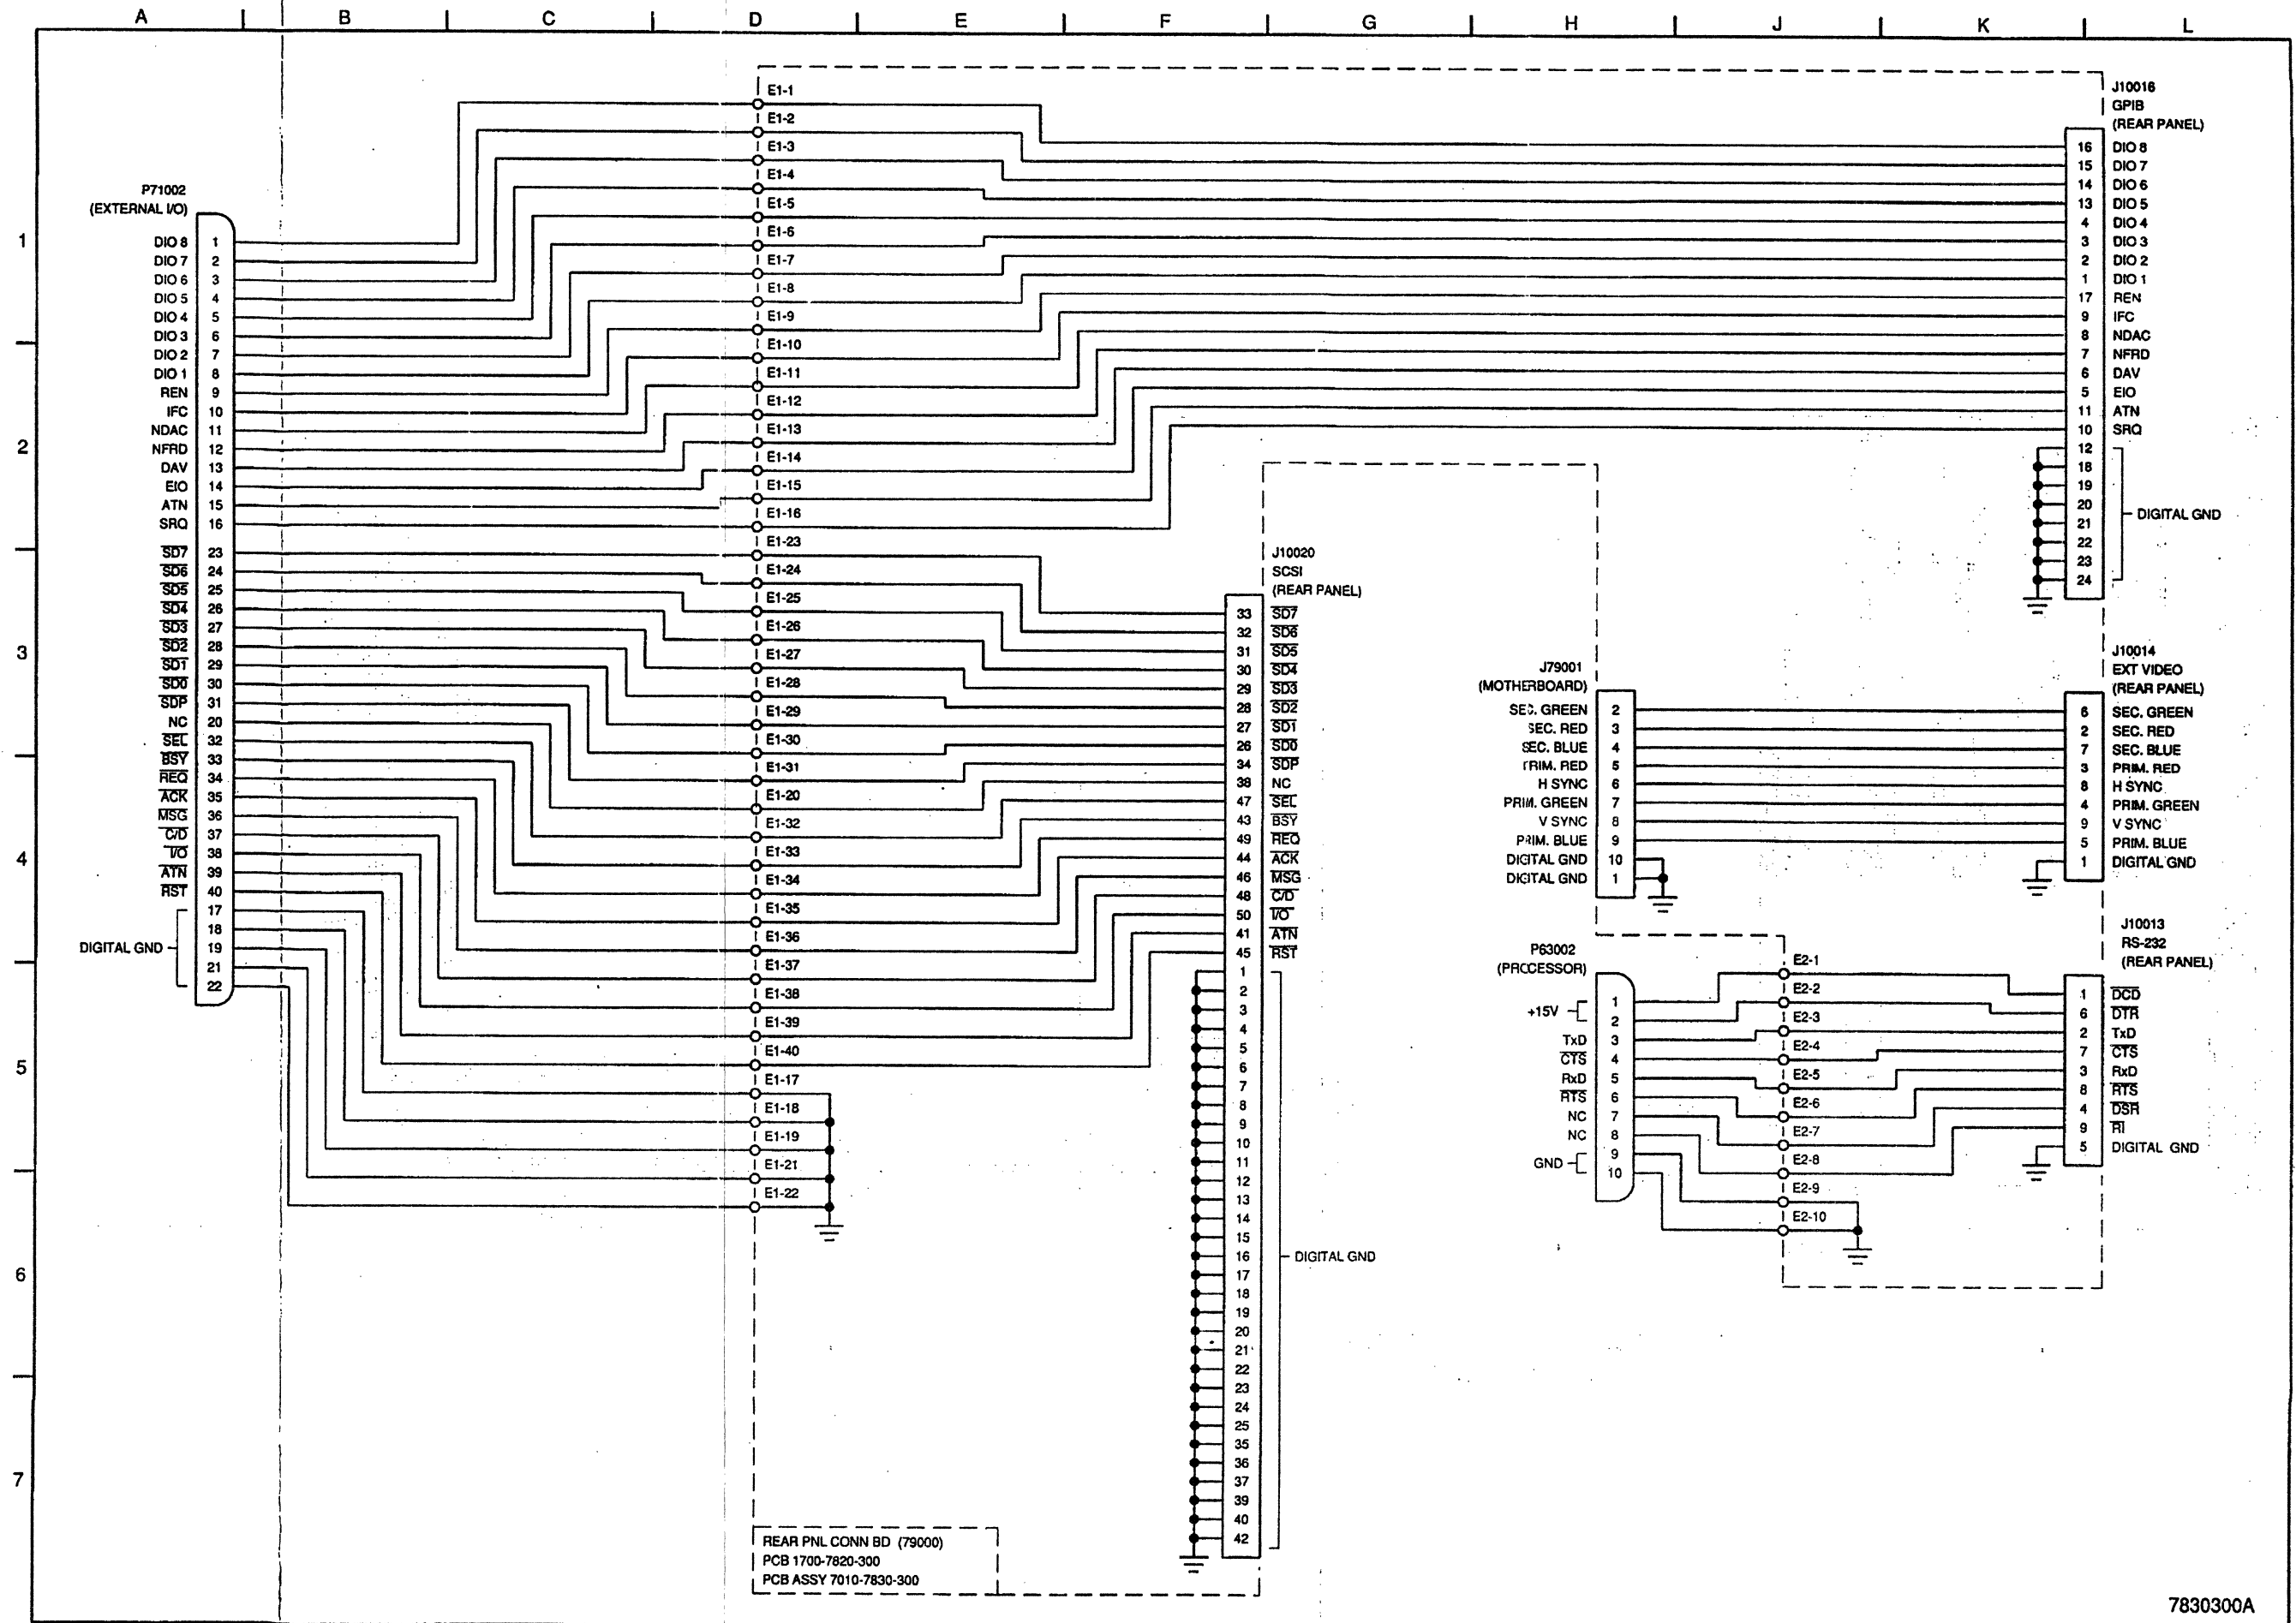 A B C D E F G H J K L
1
2
3
4
5
6
7
P71002
(EXTERNAL I/O)
DIO 8 1
DIO 7 2
DIO 6 3
DIO 5 4
DIO 4 5
DIO 3 6
DIO 2 7
DIO 1 8
REN 9
IFC 10
NDAC 11
NFRD 12
DAV 13
EIO 14
ATN 15
SRQ 16
SD7 23
SD6 24
SD5 25
SD4 26
SD3 27
SD2 28
SD1 29
SD0 30
SDP 31
NC 20
SEL 32
BSY 33
REQ 34
ACK 35
MSG 36
C/D 37
I/O 38
ATN 39
RST 40
17
18
DIGITAL GND 19
21
22
E1-1
E1-2
E1-3
E1-4
E1-5
E1-6
E1-7
E1-8
E1-9
E1-10
E1-11
E1-12
E1-13
E1-14
E1-15
E1-16
E1-23
E1-24
E1-25
E1-26
E1-27
E1-28
E1-29
E1-30
E1-31
E1-20
E1-32
E1-33
E1-34
E1-35
E1-36
E1-37
E1-38
E1-39
E1-40
E1-17
E1-18
E1-19
E1-21
E1-22
J10020
SCSI
(REAR PANEL)
33 SD7
32 SD6
31 SD5
30 SD4
29 SD3
28 SD2
27 SD1
26 SD0
34 SDP
38 NC
47 SEL
43 BSY
49 REQ
44 ACK
46 MSG
48 C/D
50 I/O
41 ATN
45 RST
1
2
3
4
5
6
7
8
9
10
11
12
13
14
15
16 DIGITAL GND
17
18
19
20
21
22
23
24
25
35
36
37
39
40
42
J10016
GPIB
(REAR PANEL)
16 DIO 8
15 DIO 7
14 DIO 6
13 DIO 5
4 DIO 4
3 DIO 3
2 DIO 2
1 DIO 1
17 REN
9 IFC
8 NDAC
7 NFRD
6 DAV
5 EIO
11 ATN
10 SRQ
12
18
19
20
21
22
23
24
DIGITAL GND
J79001
(MOTHERBOARD)
SEC. GREEN 2
SEC. RED 3
SEC. BLUE 4
PRIM. RED 5
H SYNC 6
PRIM. GREEN 7
V SYNC 8
PRIM. BLUE 9
DIGITAL GND 10
DIGITAL GND 1
J10014
EXT VIDEO
(REAR PANEL)
6 SEC. GREEN
2 SEC. RED
7 SEC. BLUE
3 PRIM. RED
8 H SYNC
4 PRIM. GREEN
9 V SYNC
5 PRIM. BLUE
1 DIGITAL GND
P63002
(PROCESSOR)
1
+15V
2
TxD 3
CTS 4
RxD 5
RTS 6
NC 7
NC 8
9
GND
10
E2-1
E2-2
E2-3
E2-4
E2-5
E2-6
E2-7
E2-8
E2-9
E2-10
J10013
RS-232
(REAR PANEL)
1 DCD
6 DTR
2 TxD
7 CTS
3 RxD
8 RTS
4 DSR
9 RI
5 DIGITAL GND
REAR PNL CONN BD (79000)
PCB 1700-7820-300
PCB ASSY 7010-7830-300
7830300A